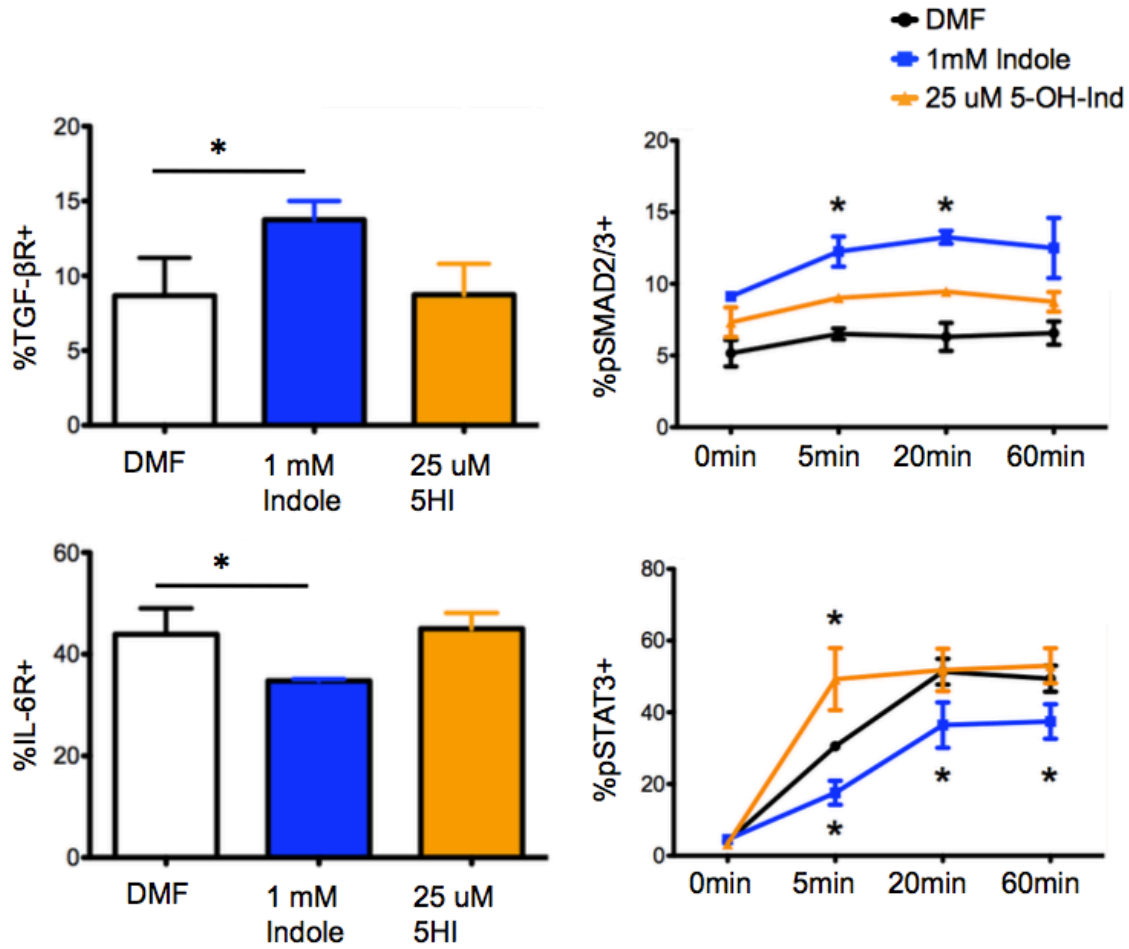 DMF
1mM Indole
25 uM 5-OH-Ind
%TGF-βR+
20
15
10
5
0
*
DMF
1 mM
Indole
25 uM
5HI
%pSMAD2/3+
20
15
10
5
0
* *
0min 5min 20min 60min
%IL-6R+
60
40
20
0
*
DMF
1 mM
Indole
25 uM
5HI
%pSTAT3+
80
60
40
20
0
*
* *
*
0min 5min 20min 60min